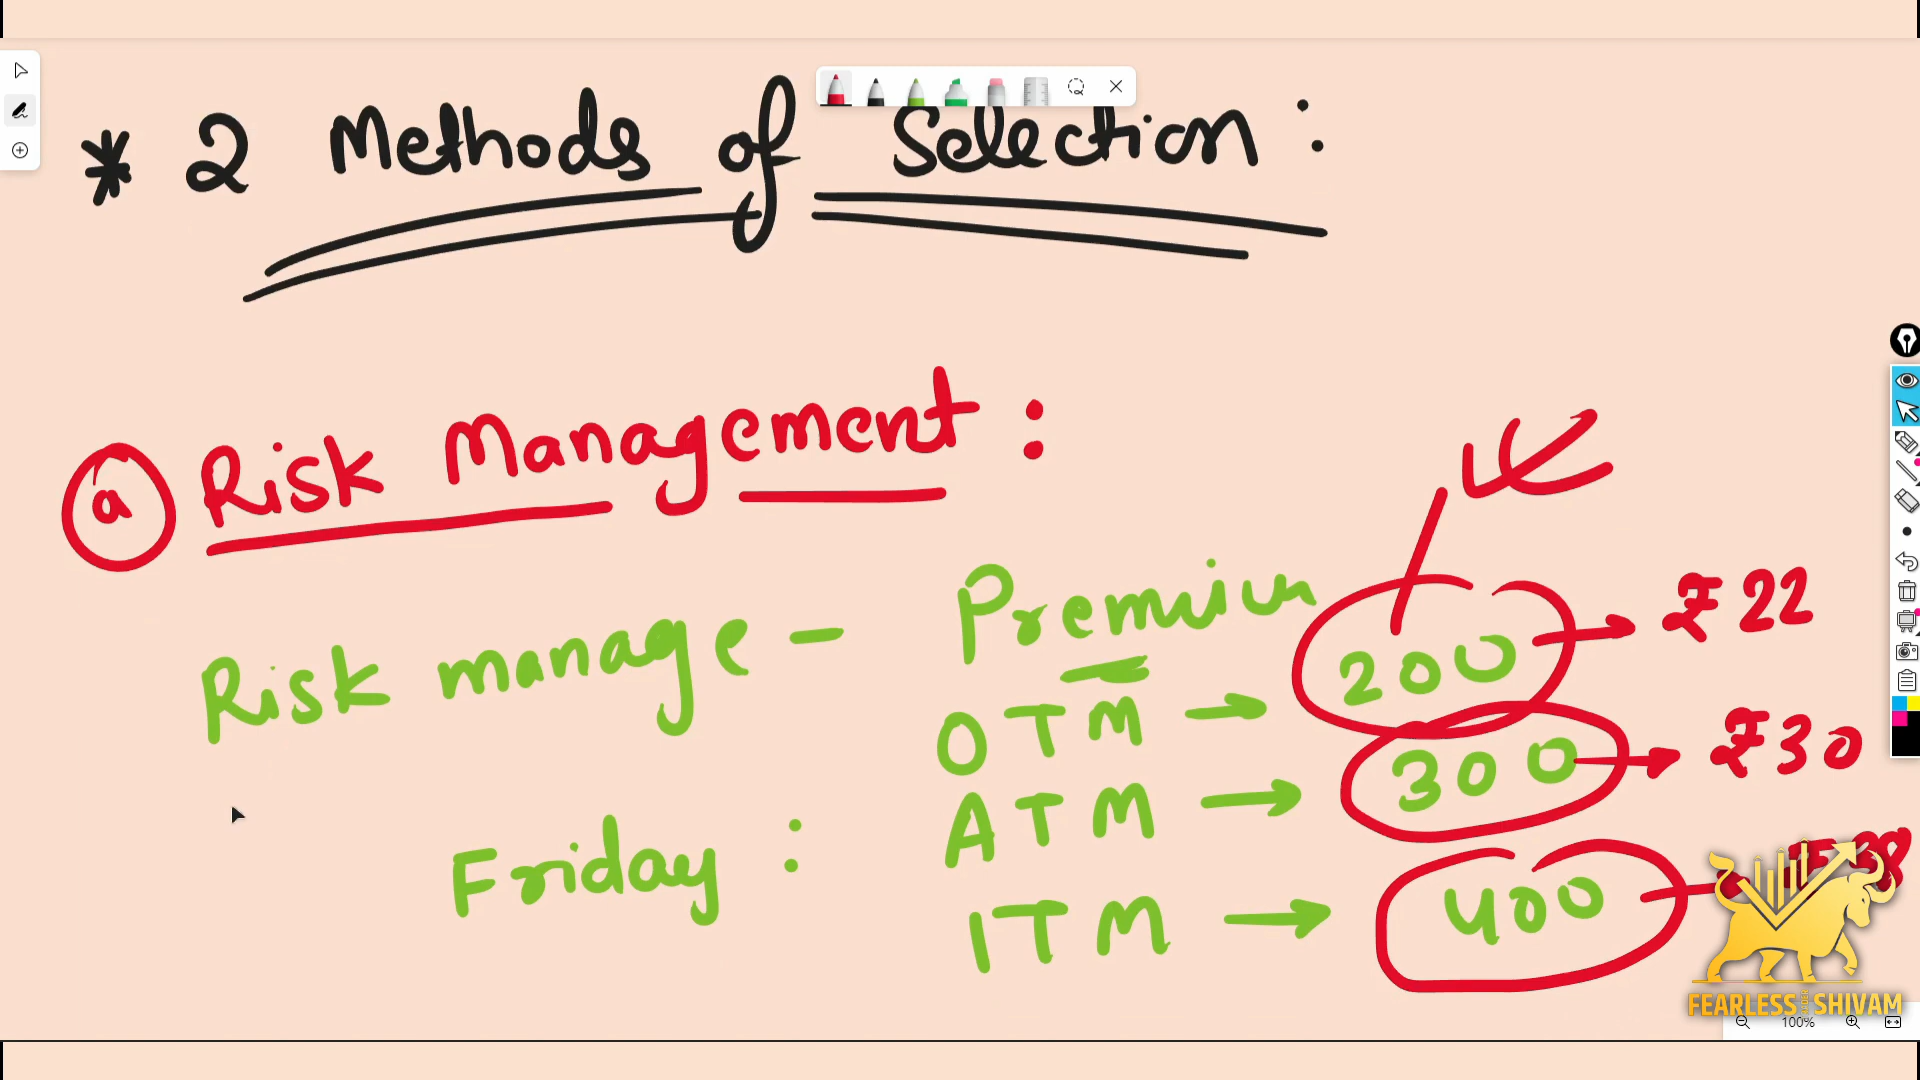 * 2 Methods of Selection :
a Risk Management :
Risk manage - Premium
OTM → 200 → ₹22
ATM → 300 → ₹30
Friday :
ITM → 400
FEARLESS SHIVAM
100%